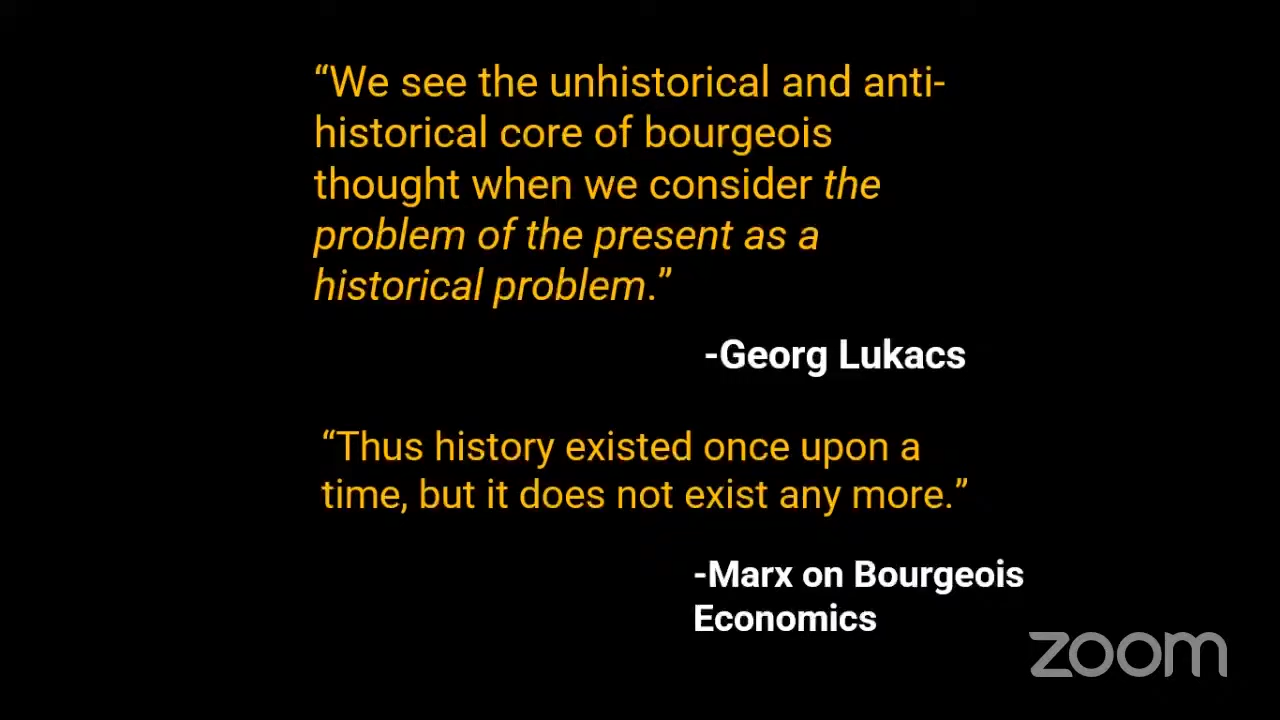 “We see the unhistorical and anti-
historical core of bourgeois
thought when we consider the
problem of the present as a
historical problem.”
-Georg Lukacs
“Thus history existed once upon a
time, but it does not exist any more.”
-Marx on Bourgeois
Economics
zoom